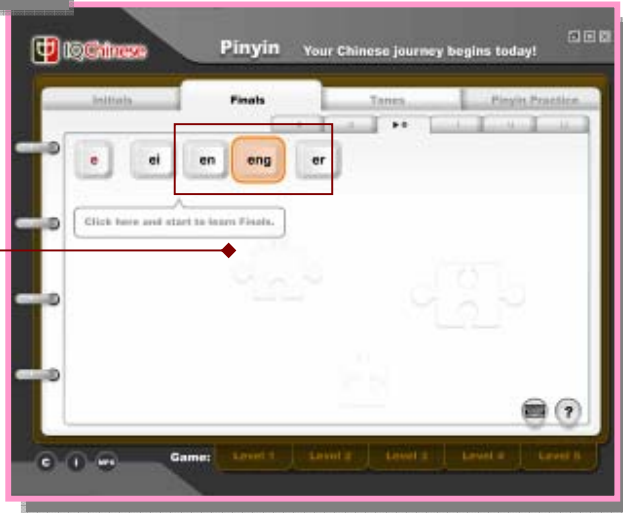 IQChinese
Pinyin Your Chinese journey begins today!
Initials Finals Tones Pinyin Practice
e ei en eng er
Click here and start to learn Finals.
?
C i MP3
Game: Level 1 Level 2 Level 3 Level 4 Level 5